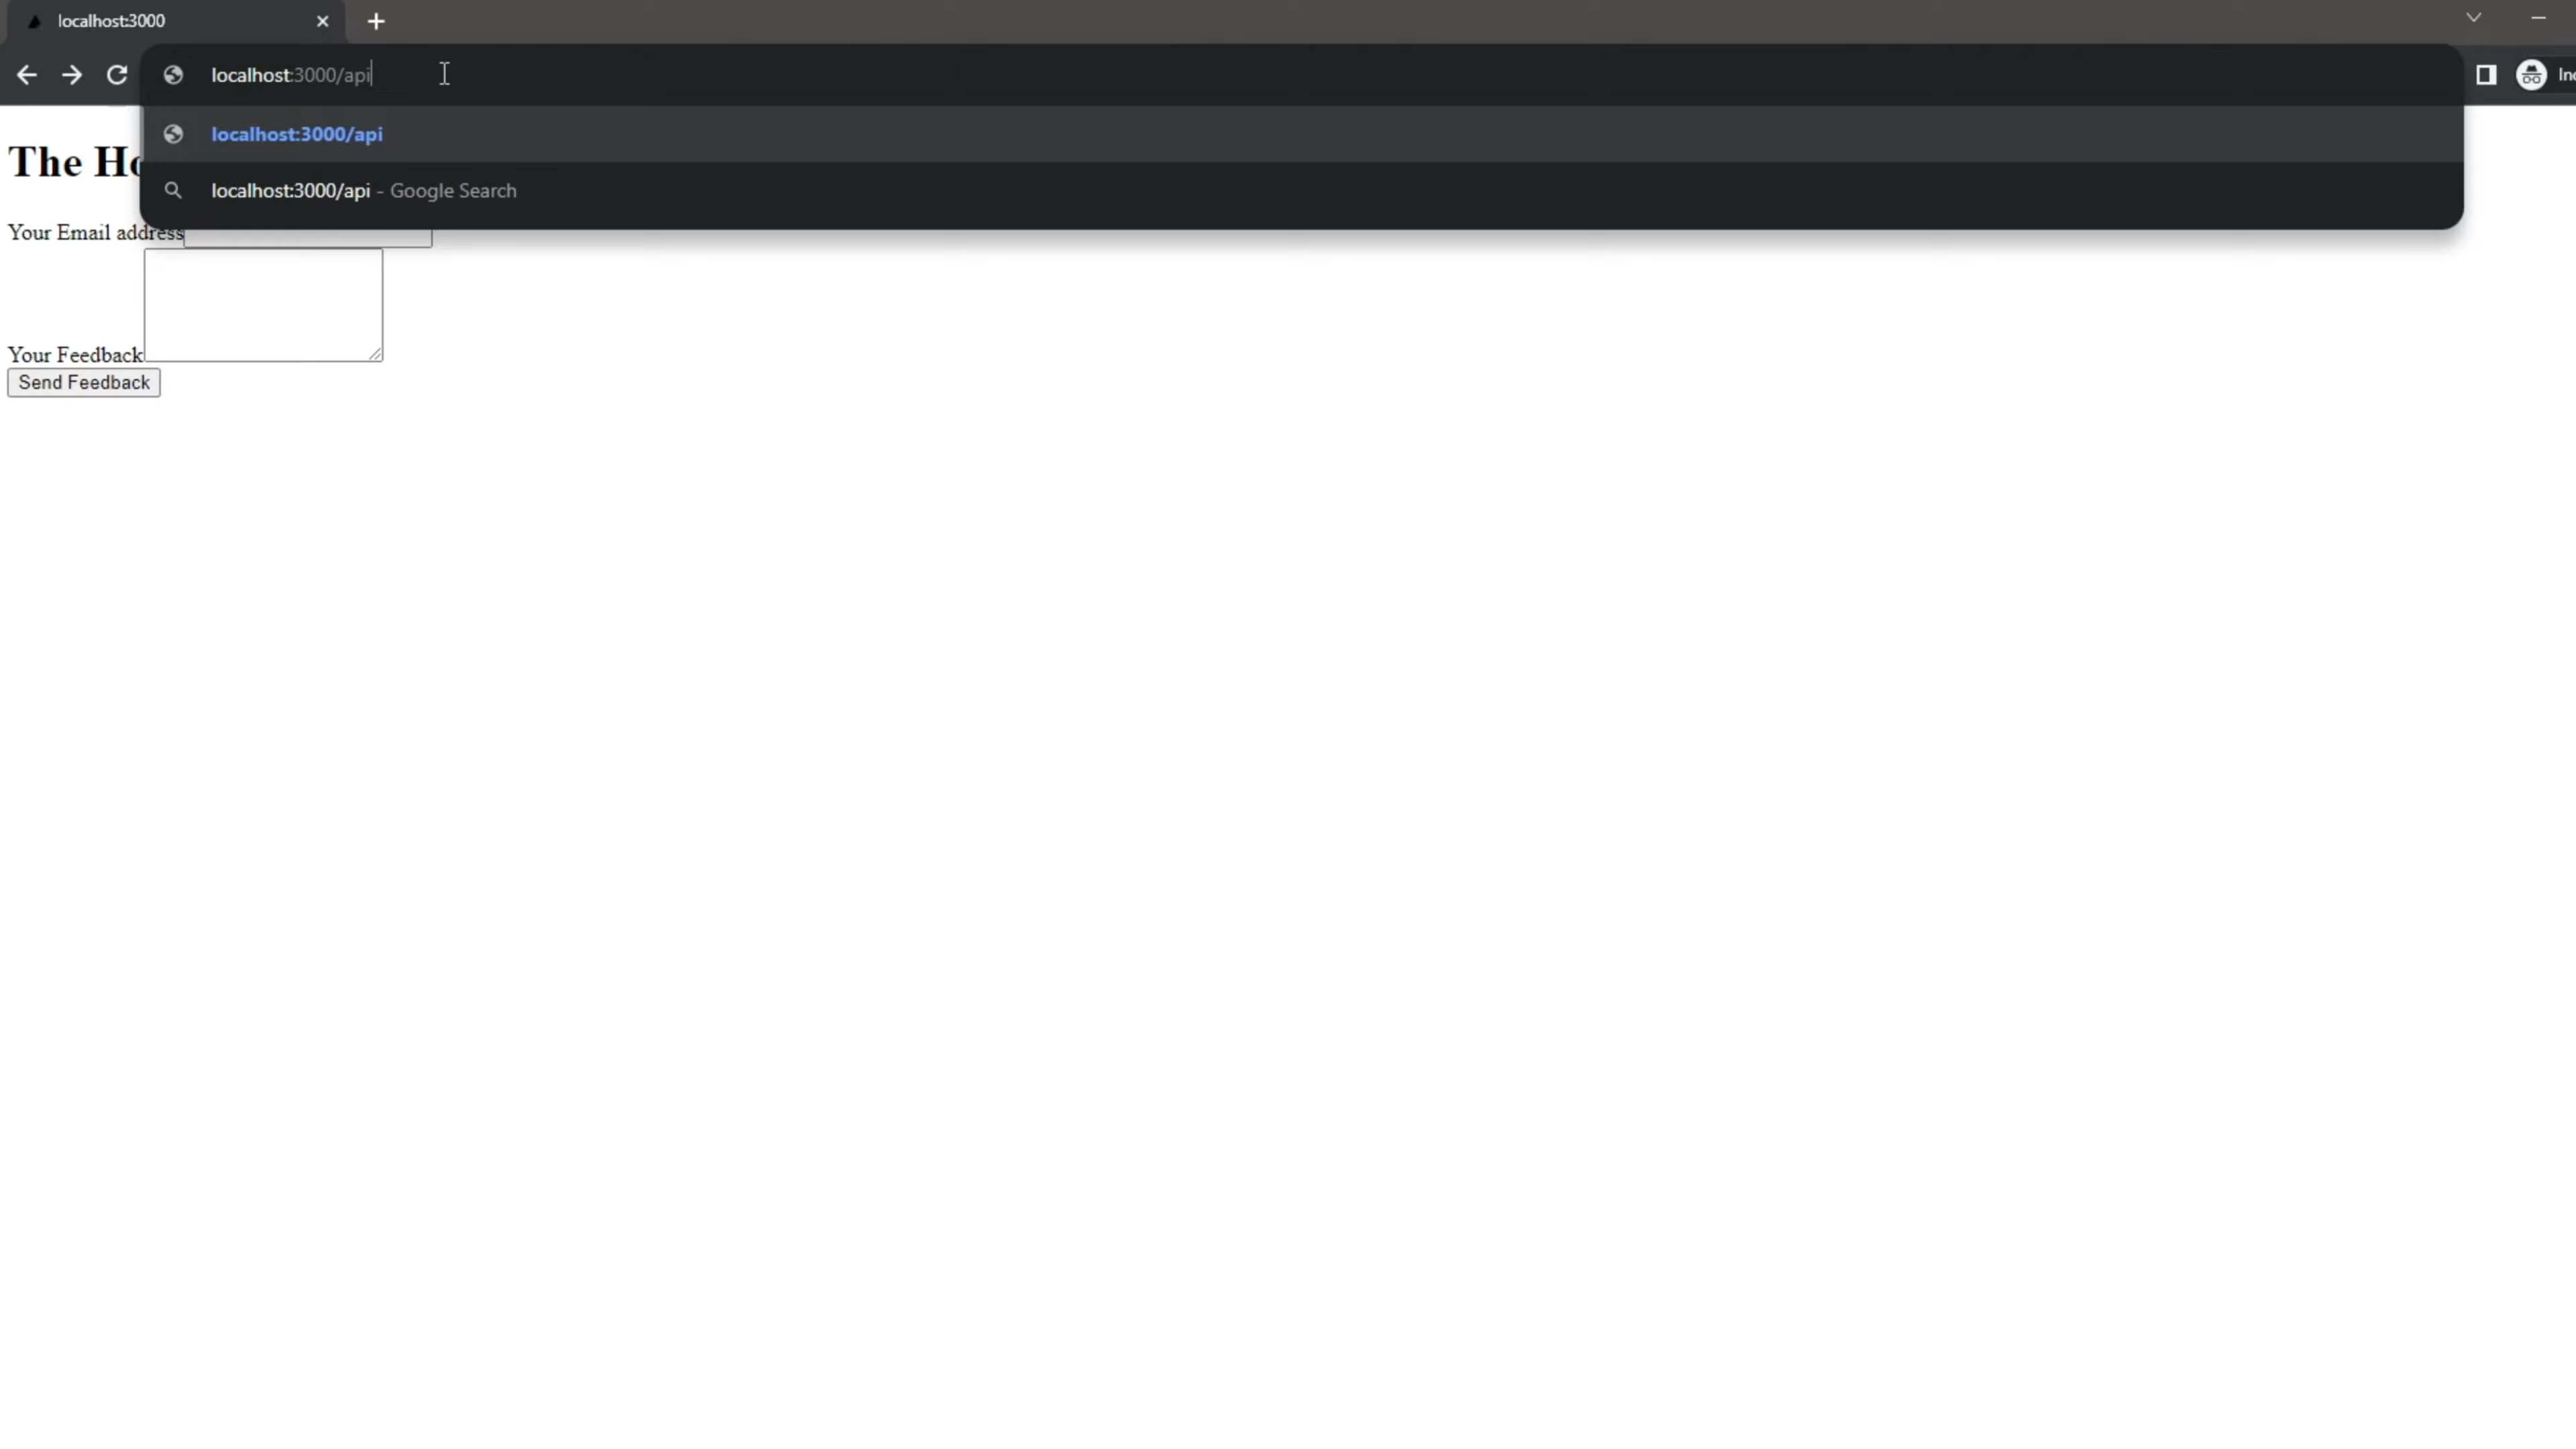 localhost:3000
localhost:3000/api
Inc
localhost:3000/api
localhost:3000/api - Google Search
The Ho
Your Email address
Your Feedback
Send Feedback